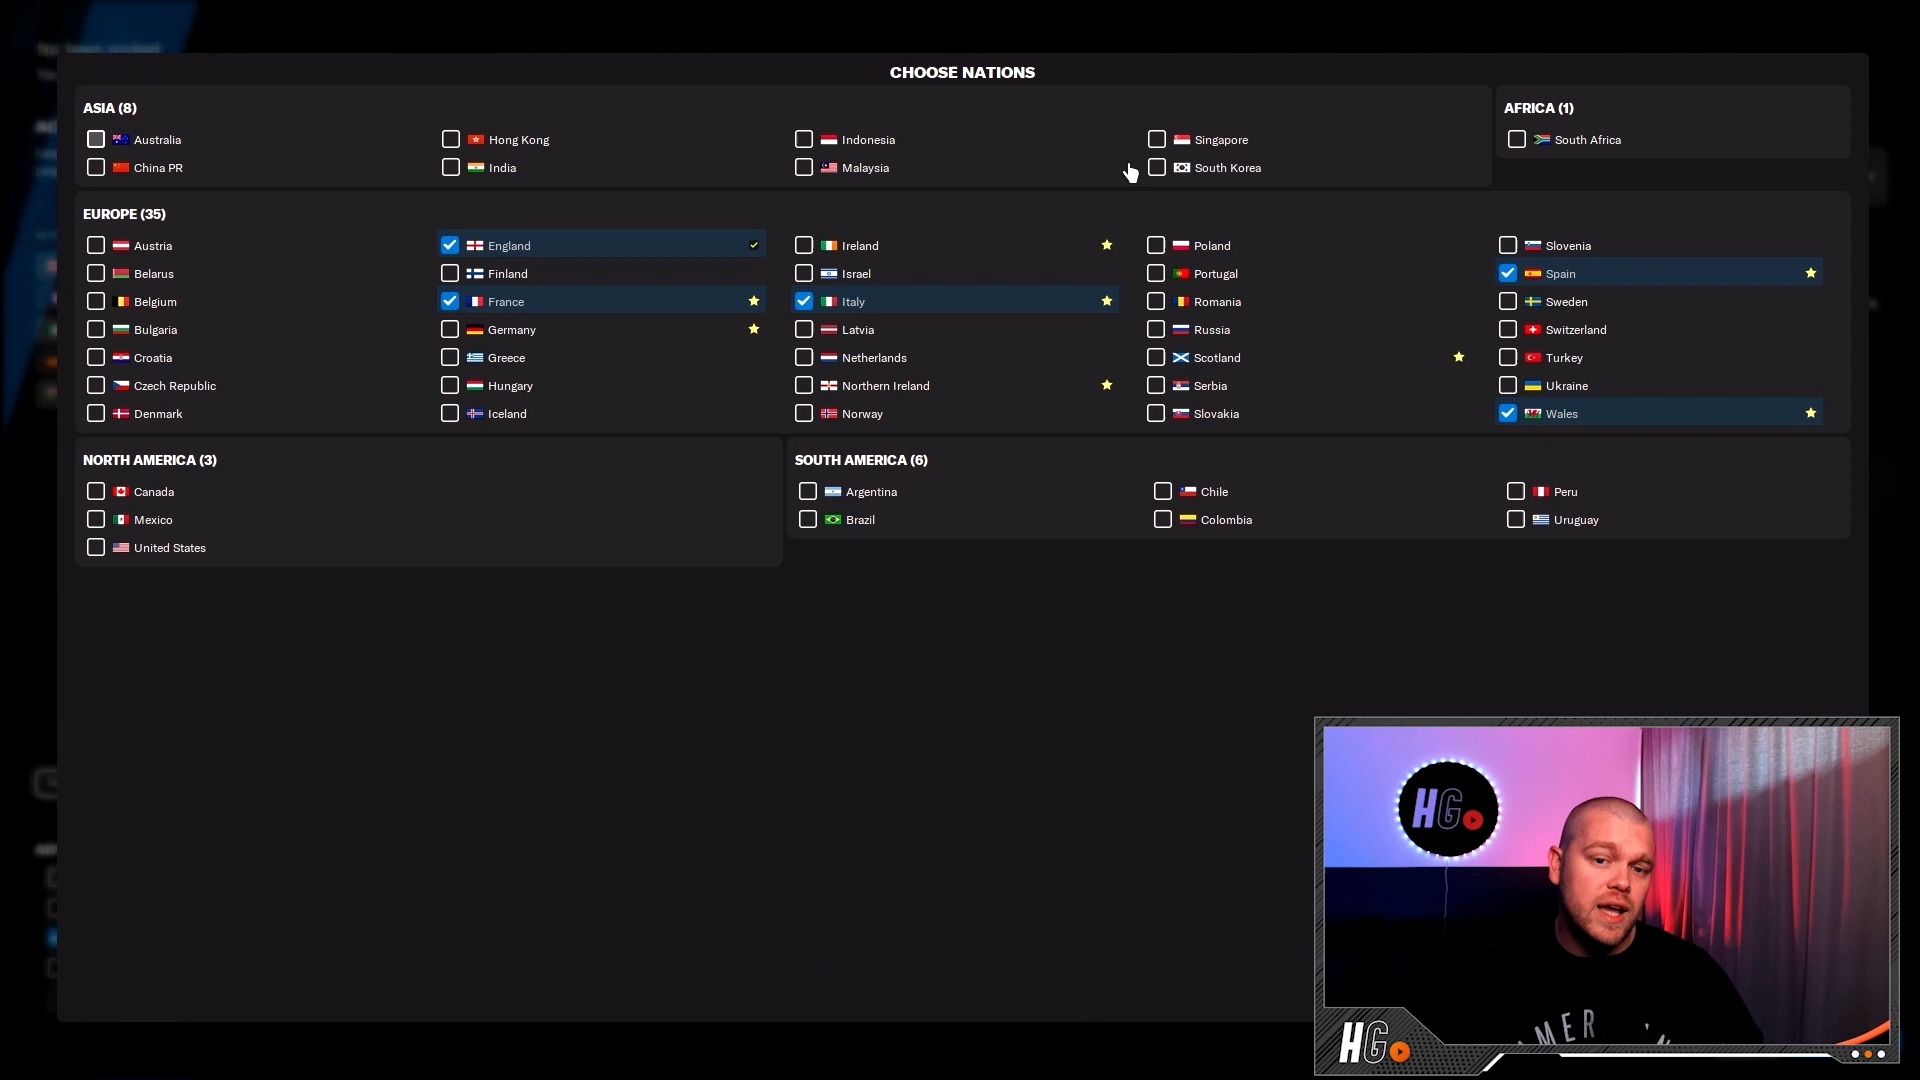 CHOOSE NATIONS
ASIA (8)
Australia
Hong Kong
Indonesia
Singapore
China PR
India
Malaysia
South Korea
AFRICA (1)
South Africa
EUROPE (35)
Austria
England
Ireland
Poland
Slovenia
Belarus
Finland
Israel
Portugal
Spain
Belgium
France
Italy
Romania
Sweden
Bulgaria
Germany
Latvia
Russia
Switzerland
Croatia
Greece
Netherlands
Scotland
Turkey
Czech Republic
Hungary
Northern Ireland
Serbia
Ukraine
Denmark
Iceland
Norway
Slovakia
Wales
NORTH AMERICA (3)
Canada
Mexico
United States
SOUTH AMERICA (6)
Argentina
Chile
Peru
Brazil
Colombia
Uruguay
HG
HG